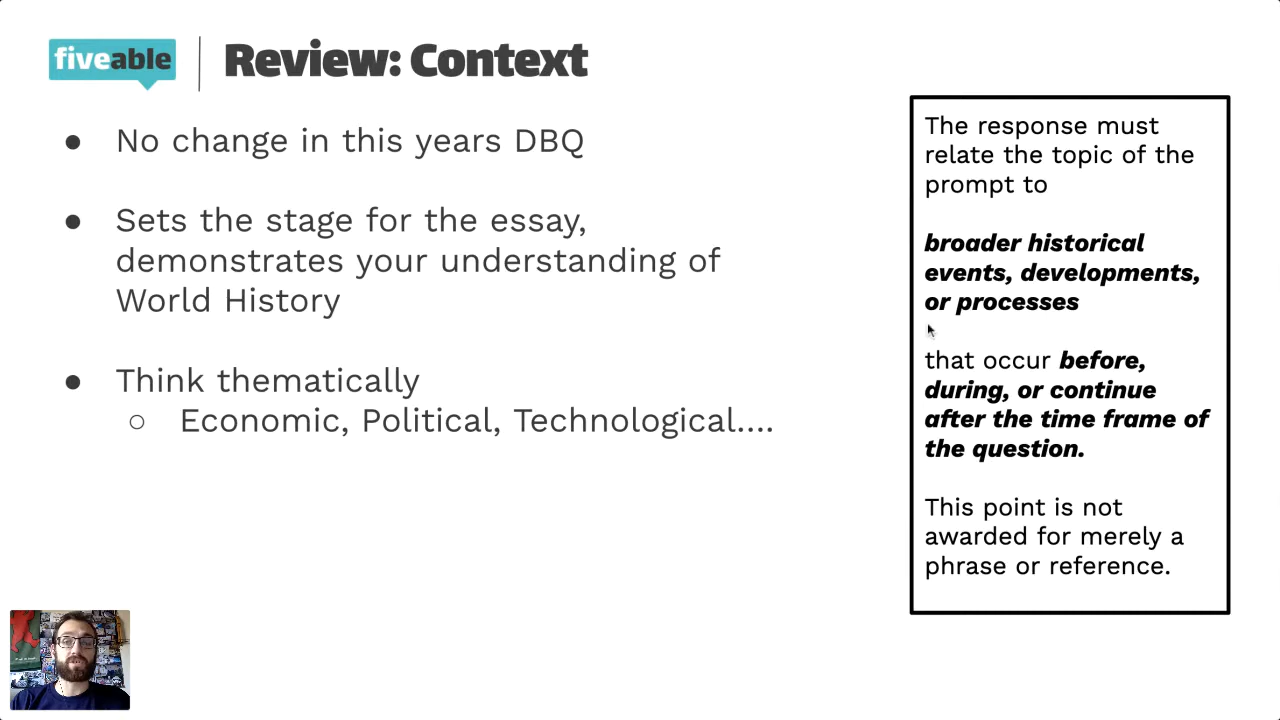 fiveable
Review: Context
● No change in this years DBQ
● Sets the stage for the essay,
demonstrates your understanding of
World History
● Think thematically
○ Economic, Political, Technological....
The response must
relate the topic of the
prompt to
broader historical
events, developments,
or processes
that occur before,
during, or continue
after the time frame of
the question.
This point is not
awarded for merely a
phrase or reference.